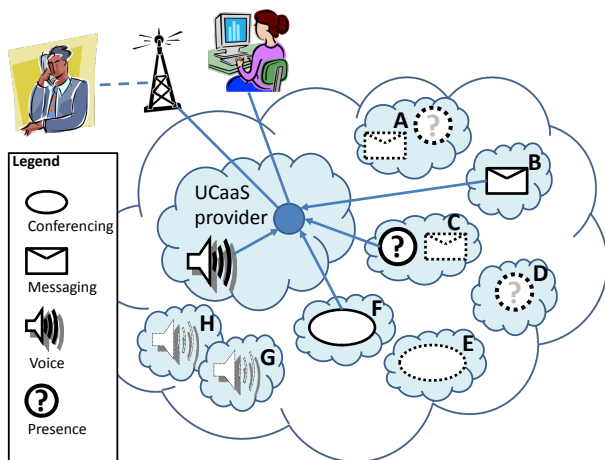 Legend
Conferencing
Messaging
Voice
?
Presence
UCaaS
provider
A
?
B
C
?
D
?
E
F
G
H